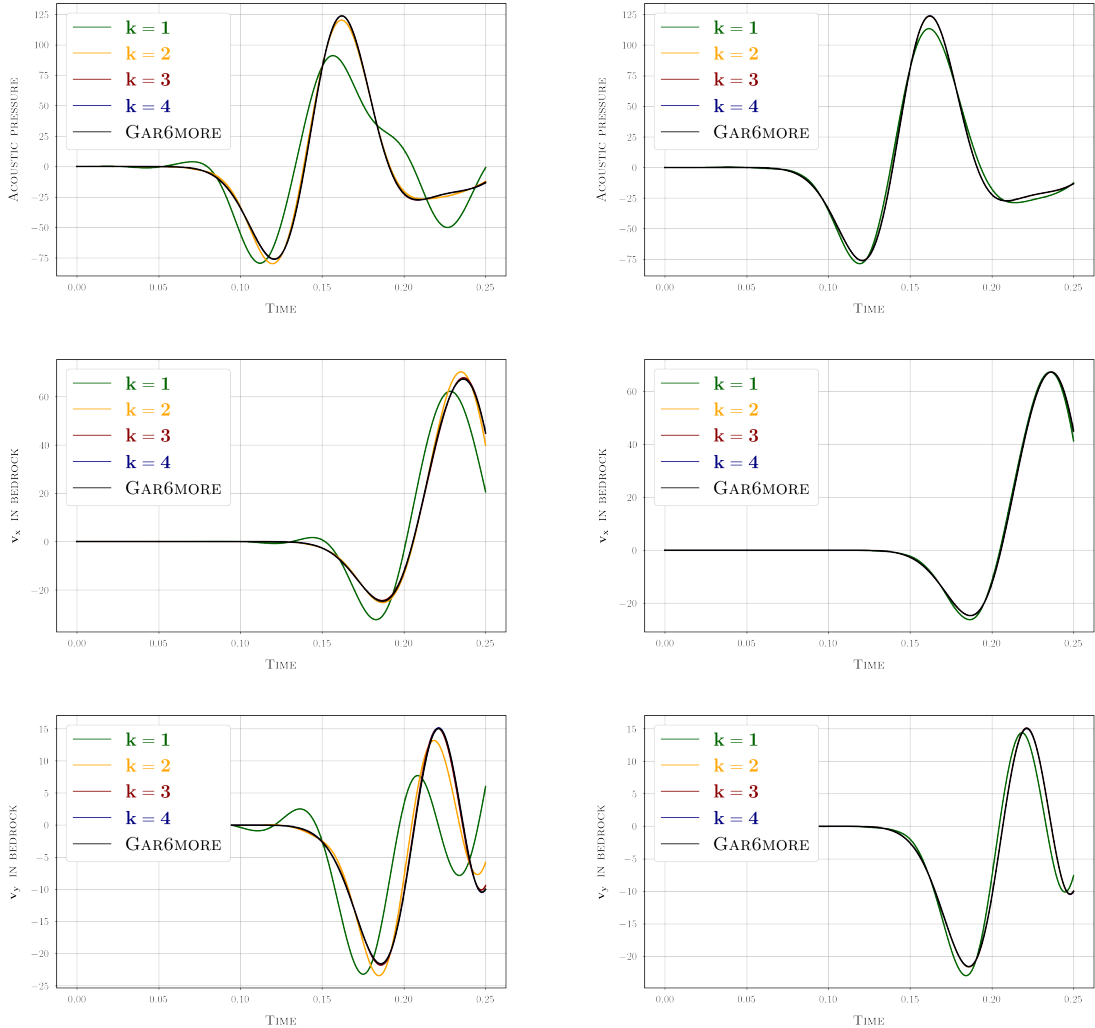 125
100
75
50
25
0
−25
−50
−75
0.00 0.05 0.10 0.15 0.20 0.25
Acoustic pressure
Time
k = 1
k = 2
k = 3
k = 4
Gar6more
125
100
75
50
25
0
−25
−50
−75
0.00 0.05 0.10 0.15 0.20 0.25
Acoustic pressure
Time
k = 1
k = 2
k = 3
k = 4
Gar6more
60
40
20
0
−20
0.00 0.05 0.10 0.15 0.20 0.25
vx in bedrock
Time
k = 1
k = 2
k = 3
k = 4
Gar6more
60
40
20
0
−20
0.00 0.05 0.10 0.15 0.20 0.25
vx in bedrock
Time
k = 1
k = 2
k = 3
k = 4
Gar6more
15
10
5
0
−5
−10
−15
−20
−25
0.00 0.05 0.10 0.15 0.20 0.25
vy in bedrock
Time
k = 1
k = 2
k = 3
k = 4
Gar6more
15
10
5
0
−5
−10
−15
−20
0.00 0.05 0.10 0.15 0.20 0.25
vy in bedrock
Time
k = 1
k = 2
k = 3
k = 4
Gar6more